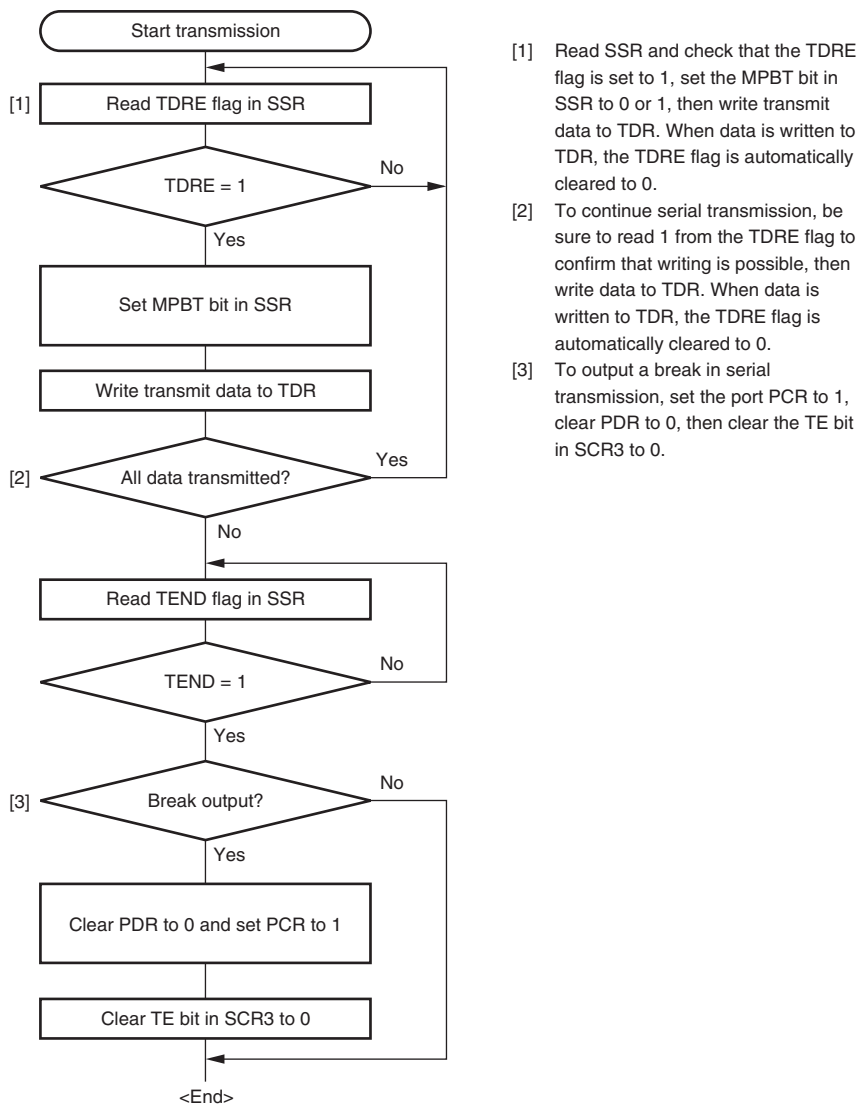 Start transmission
[1]
Read TDRE flag in SSR
TDRE = 1
No
Yes
Set MPBT bit in SSR
Write transmit data to TDR
[2]
All data transmitted?
Yes
No
Read TEND flag in SSR
TEND = 1
No
Yes
[3]
Break output?
No
Yes
Clear PDR to 0 and set PCR to 1
Clear TE bit in SCR3 to 0
<End>
[1] Read SSR and check that the TDRE
flag is set to 1, set the MPBT bit in
SSR to 0 or 1, then write transmit
data to TDR. When data is written to
TDR, the TDRE flag is automatically
cleared to 0.
[2] To continue serial transmission, be
sure to read 1 from the TDRE flag to
confirm that writing is possible, then
write data to TDR. When data is
written to TDR, the TDRE flag is
automatically cleared to 0.
[3] To output a break in serial
transmission, set the port PCR to 1,
clear PDR to 0, then clear the TE bit
in SCR3 to 0.